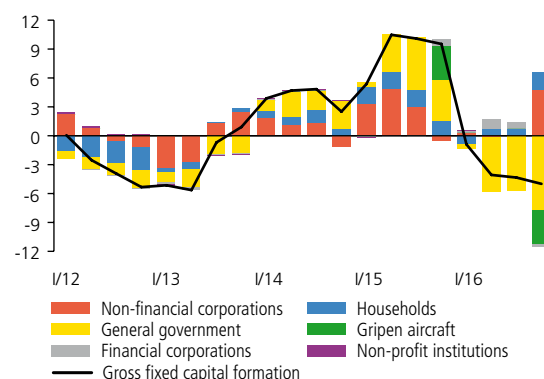 12
9
6
3
0
-3
-6
-9
-12
I/12 I/13 I/14 I/15 I/16
Non-financial corporations Households
General government Gripen aircraft
Financial corporations Non-profit institutions
Gross fixed capital formation